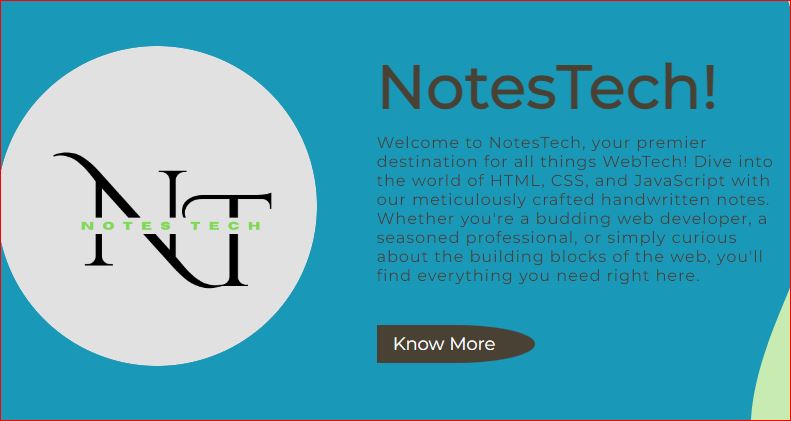 NT
NOTES TECH
NotesTech!
Welcome to NotesTech, your premier
destination for all things WebTech! Dive into
the world of HTML, CSS, and JavaScript with
our meticulously crafted handwritten notes.
Whether you're a budding web developer, a
seasoned professional, or simply curious
about the building blocks of the web, you'll
find everything you need right here.
Know More